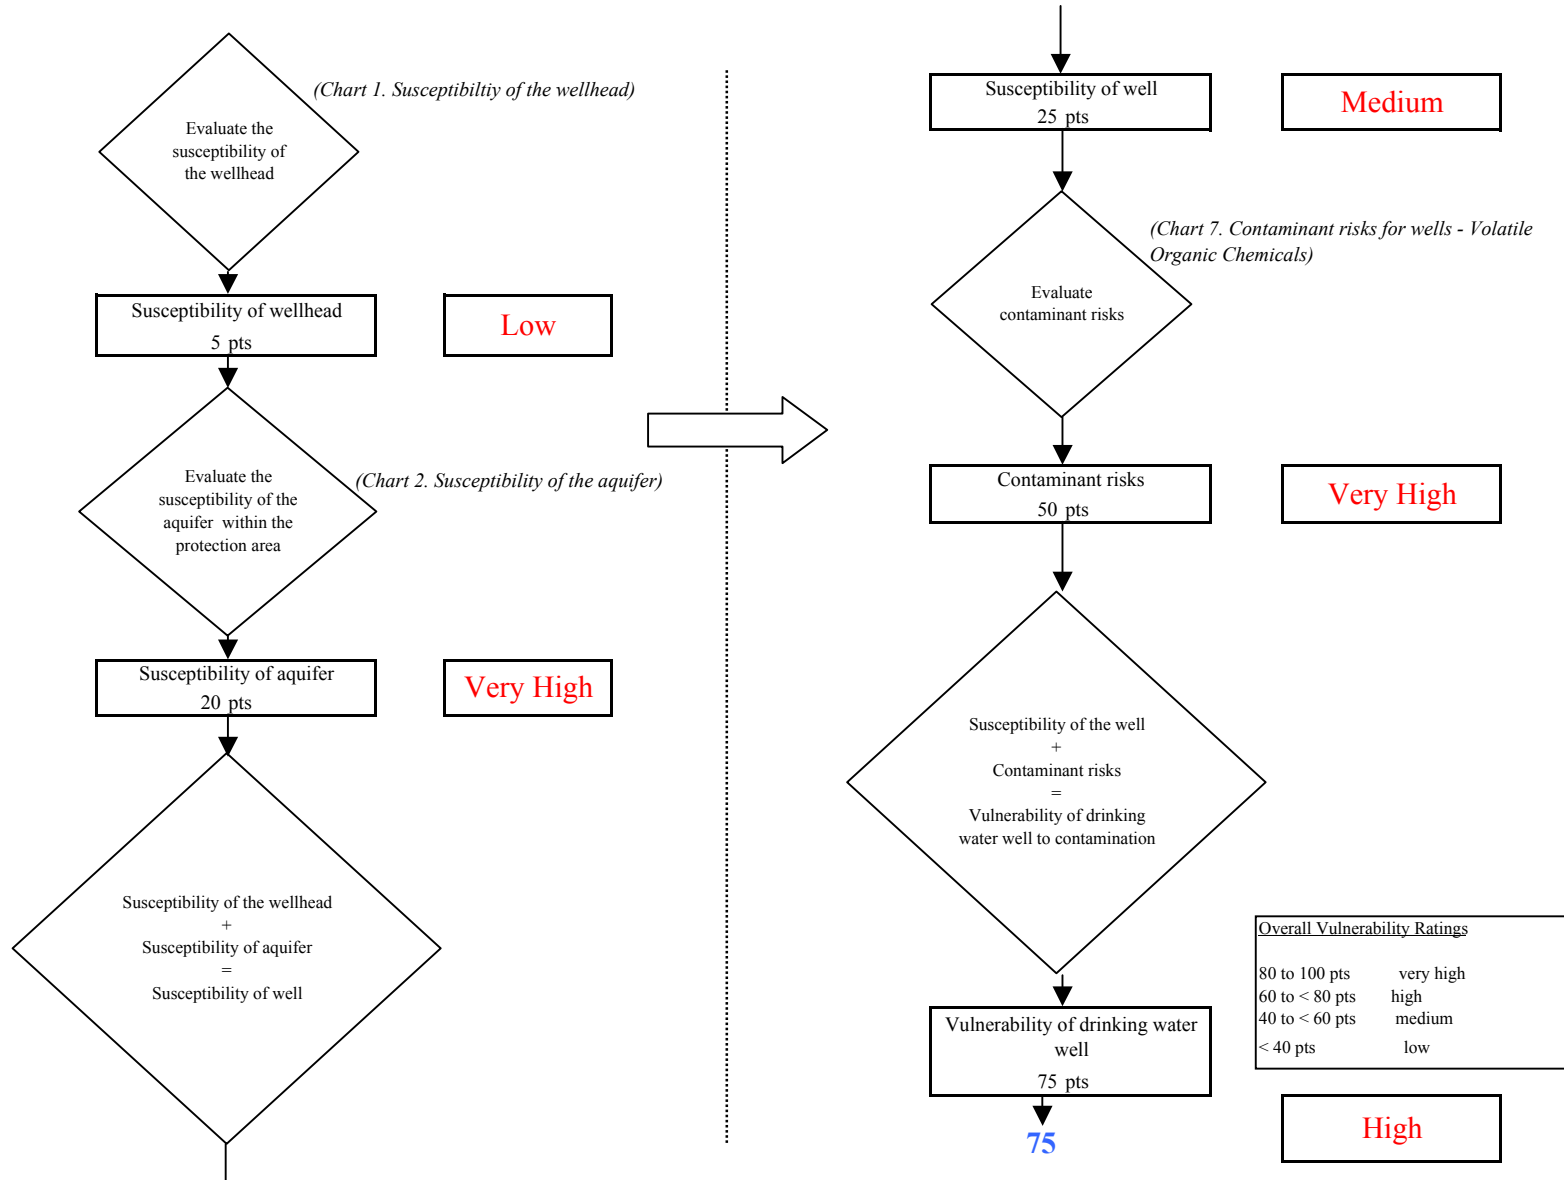 (Chart 1. Susceptibiltiy of the wellhead)
Evaluate the
susceptibility of
the wellhead
Susceptibility of wellhead
5 pts
Low
Evaluate the
susceptibility of the
aquifer within the
protection area
(Chart 2. Susceptibility of the aquifer)
Susceptibility of aquifer
20 pts
Very High
Susceptibility of the wellhead
+
Susceptibility of aquifer
=
Susceptibility of well
Susceptibility of well
25 pts
Medium
(Chart 7. Contaminant risks for wells - Volatile
Organic Chemicals)
Evaluate
contaminant risks
Contaminant risks
50 pts
Very High
Susceptibility of the well
+
Contaminant risks
=
Vulnerability of drinking
water well to contamination
Overall Vulnerability Ratings
80 to 100 pts very high
60 to < 80 pts high
40 to < 60 pts medium
< 40 pts low
Vulnerability of drinking water
well
75 pts
75
High